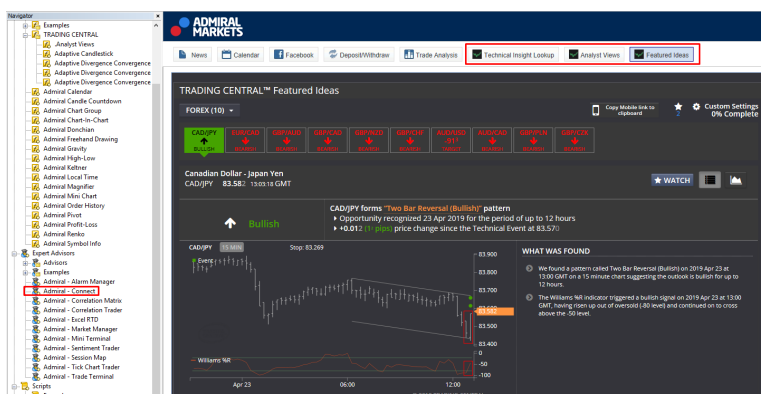 Navigator
Examples
TRADING CENTRAL
.Analyst Views
Adaptive Candlestick
Adaptive Divergence Convergence
Adaptive Divergence Convergence
Adaptive Divergence Convergence
Admiral Calendar
Admiral Candle Countdown
Admiral Chart Group
Admiral Chart-In-Chart
Admiral Donchian
Admiral Freehand Drawing
Admiral Gravity
Admiral High-Low
Admiral Keltner
Admiral Local Time
Admiral Magnifier
Admiral Mini Chart
Admiral Order History
Admiral Pivot
Admiral Profit-Loss
Admiral Renko
Admiral Symbol Info
Expert Advisors
Advisors
Examples
Admiral - Alarm Manager
Admiral - Connect
Admiral - Correlation Matrix
Admiral - Correlation Trader
Admiral - Excel RTD
Admiral - Market Manager
Admiral - Mini Terminal
Admiral - Sentiment Trader
Admiral - Session Map
Admiral - Tick Chart Trader
Admiral - Trade Terminal
Scripts
ADMIRAL
MARKETS
News
Calendar
Facebook
Deposit/Withdraw
Trade Analysis
Technical Insight Lookup
Analyst Views
Featured Ideas
TRADING CENTRAL™ Featured Ideas
FOREX (10)
Copy Mobile link to
clipboard
2
Custom Settings
0% Complete
CAD/JPY
BULLISH
EUR/CAD
BEARISH
GBP/AUD
BEARISH
GBP/CAD
BEARISH
GBP/NZD
BEARISH
GBP/CHF
BEARISH
AUD/USD
TARGET
AUD/CAD
BEARISH
GBP/PLN
BEARISH
GBP/CZK
BEARISH
Canadian Dollar - Japan Yen
CAD/JPY 83.582 13:03:18 GMT
WATCH
Bullish
CAD/JPY forms "Two Bar Reversal (Bullish)" pattern
Opportunity recognized 23 Apr 2019 for the period of up to 12 hours
+0.012 (1² pips) price change since the Technical Event at 83.570
CAD/JPY 15 MIN Stop: 83.269
Event
83.900
83.800
83.700
83.600
83.582
83.500
83.400
Williams %R
0
-50
-100
Apr 23
06:00
12:00
WHAT WAS FOUND
We found a pattern called Two Bar Reversal (Bullish) on 2019 Apr 23 at
13:00 GMT on a 15 minute chart suggesting the outlook is bullish for up to
12 hours.
The Williams %R indicator triggered a bullish signal on 2019 Apr 23 at 13:00
GMT, having risen up out of oversold (-80 level) and continued on to cross
above the -50 level.